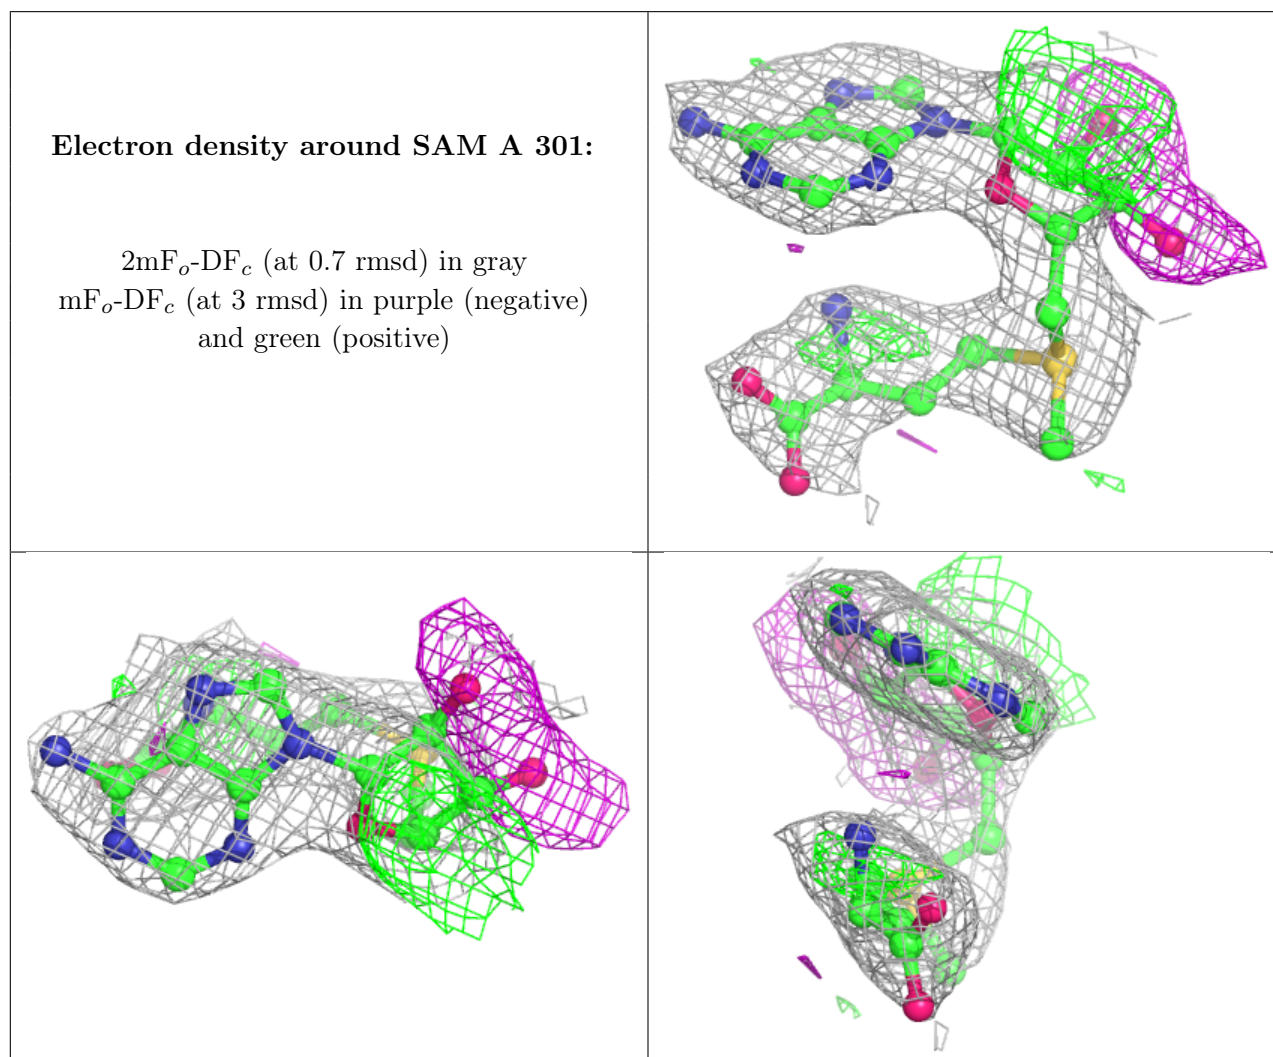 Electron density around SAM A 301:
2mFo-DFc (at 0.7 rmsd) in gray
mFo-DFc (at 3 rmsd) in purple (negative)
and green (positive)